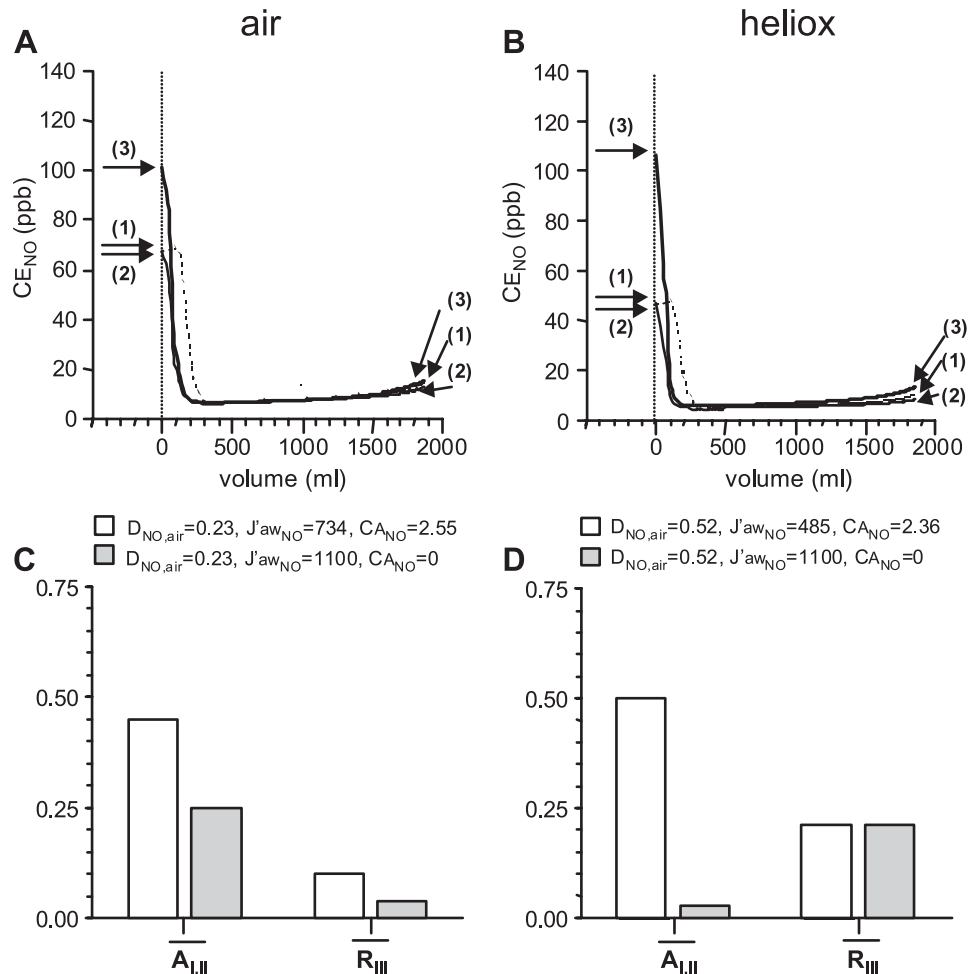 air
heliox
A
B
140
120
100
80
60
40
20
0
CE_NO (ppb)
(3)
(1)
(2)
(3)
(1)
(2)
0
500
1000
1500
2000
volume (ml)
140
120
100
80
60
40
20
0
CE_NO (ppb)
(3)
(1)
(2)
(3)
(1)
(2)
0
500
1000
1500
2000
volume (ml)
D_NO,air=0.23, J'aw_NO=734, CA_NO=2.55
D_NO,air=0.23, J'aw_NO=1100, CA_NO=0
D_NO,air=0.52, J'aw_NO=485, CA_NO=2.36
D_NO,air=0.52, J'aw_NO=1100, CA_NO=0
C
D
0.75
0.50
0.25
0.00
A_I,II
R_III
0.75
0.50
0.25
0.00
A_I,II
R_III